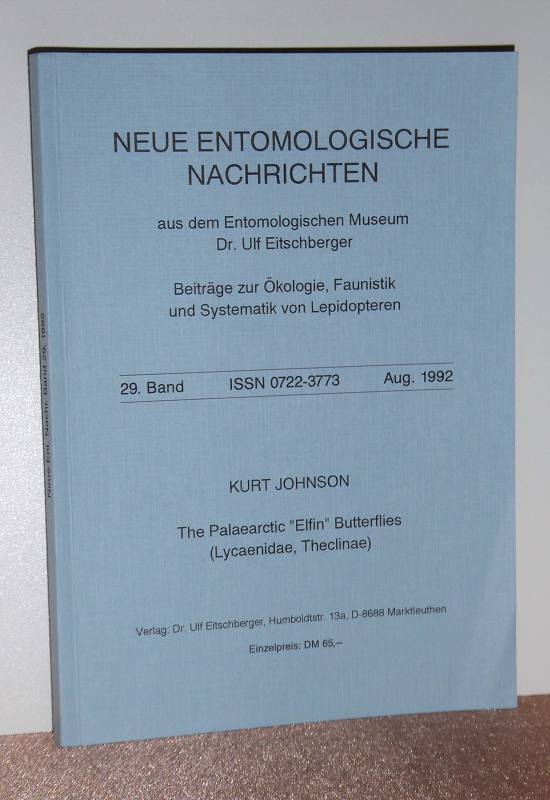 NEUE ENTOMOLOGISCHE
NACHRICHTEN
aus dem Entomologischen Museum
Dr. Ulf Eitschberger
Beiträge zur Ökologie, Faunistik
und Systematik von Lepidopteren
29. Band ISSN 0722-3773 Aug. 1992
KURT JOHNSON
The Palaearctic "Elfin" Butterflies
(Lycaenidae, Theclinae)
Verlag: Dr. Ulf Eitschberger, Humboldtstr. 13a, D-8688 Marktleuthen
Einzelpreis: DM 65,–
Neue Ent. Nachr. Band 29, 1992